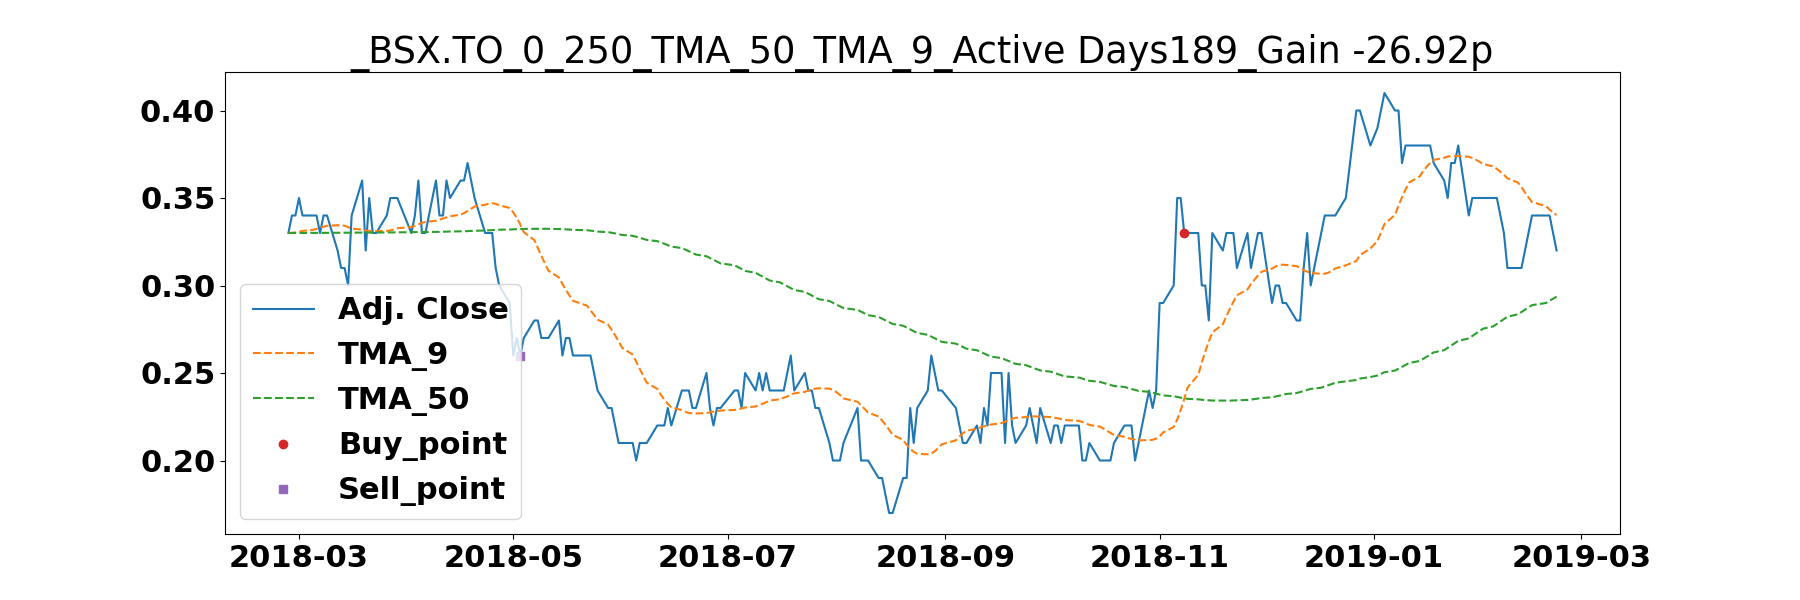 _BSX.TO_0_250_TMA_50_TMA_9_Active Days189_Gain -26.92p
0.40
0.35
0.30
0.25
0.20
Adj. Close
TMA_9
TMA_50
Buy_point
Sell_point
2018-03 2018-05 2018-07 2018-09 2018-11 2019-01 2019-03